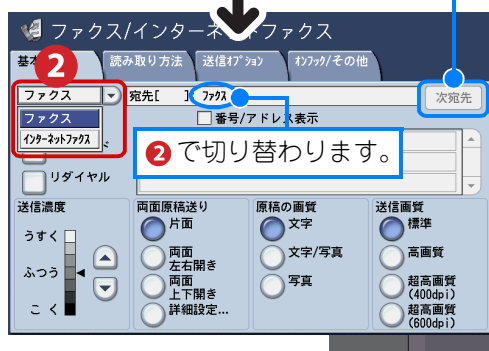 ファクス/インターネットファクス
基本
読み取り方法
送信オプション
オンフック/その他
2
ファクス
宛先[ ]
ファクス
次宛先
ファクス
インターネットファクス
番号/アドレス表示
2で切り替わります。
リダイヤル
送信濃度
うすく
ふつう
こく
両面原稿送り
片面
両面
左右開き
両面
上下開き
詳細設定...
原稿の画質
文字
文字/写真
写真
送信画質
標準
高画質
超高画質
(400dpi)
超高画質
(600dpi)